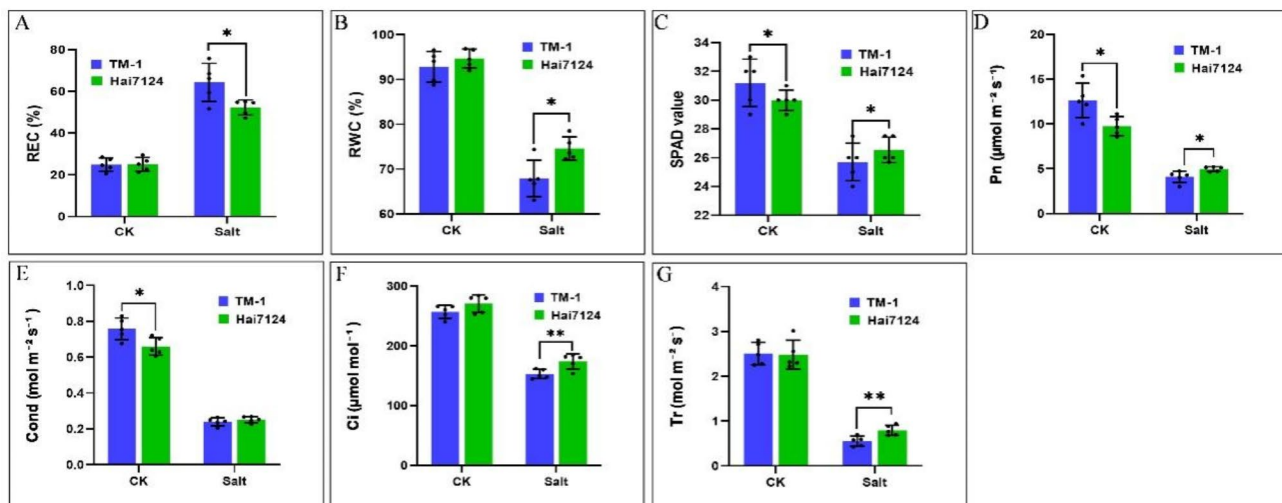 A
REC (%)
80
60
40
20
0
*
TM-1
Hai7124
CK Salt
B
RWC (%)
100
90
80
70
60
*
TM-1
Hai7124
CK Salt
C
SPAD value
34
32
30
28
26
24
22
*
*
TM-1
Hai7124
CK Salt
D
Pn (μmol m⁻² s⁻¹)
20
15
10
5
0
*
*
TM-1
Hai7124
CK Salt
E
Cond (mol m⁻² s⁻¹)
1.0
0.8
0.6
0.4
0.2
0.0
*
TM-1
Hai7124
CK Salt
F
Ci (μmol mol⁻¹)
300
200
100
0
**
TM-1
Hai7124
CK Salt
G
Tr (mol m⁻² s⁻¹)
4
3
2
1
0
**
TM-1
Hai7124
CK Salt